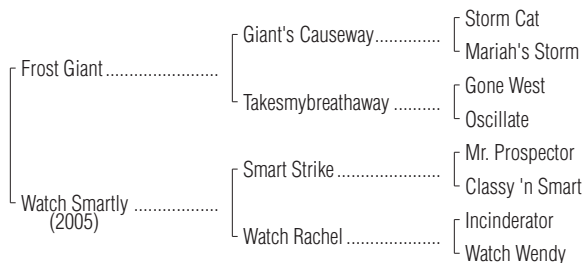 Storm Cat
Giant's Causeway..............
Mariah's Storm
Frost Giant........................
Gone West
Takesmybreathaway ..........
Oscillate
Mr. Prospector
Smart Strike......................
Classy 'n Smart
Watch Smartly ..................
(2005)
Incinderator
Watch Rachel....................
Watch Wendy